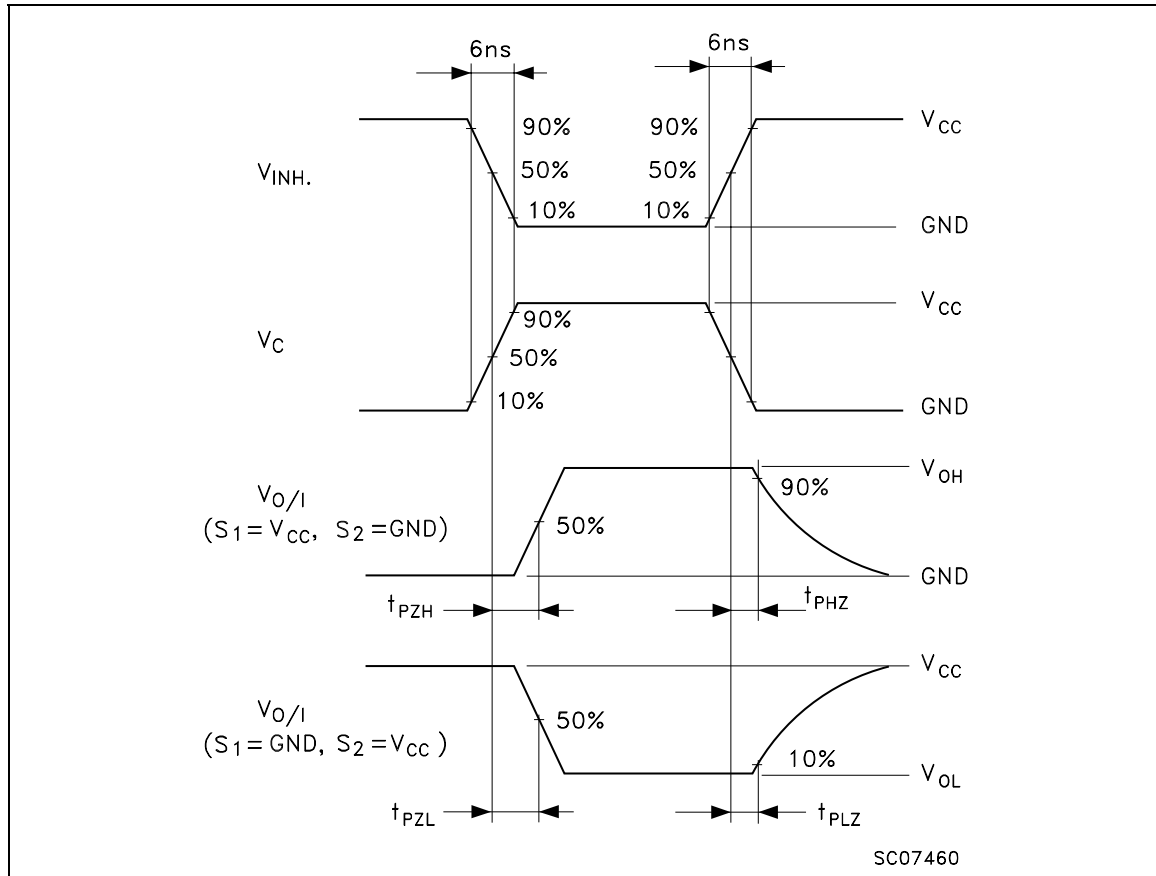 6ns 6ns
90% 90% VCC
VINH. 50% 50%
10% 10%
GND
VCC
90%
VC 50%
10%
GND
VOH
90%
VO/I
(S1=VCC, S2=GND) 50%
GND
tPZH tPHZ
VCC
VO/I
50%
(S1=GND, S2=VCC)
10%
VOL
tPZL tPLZ
SC07460